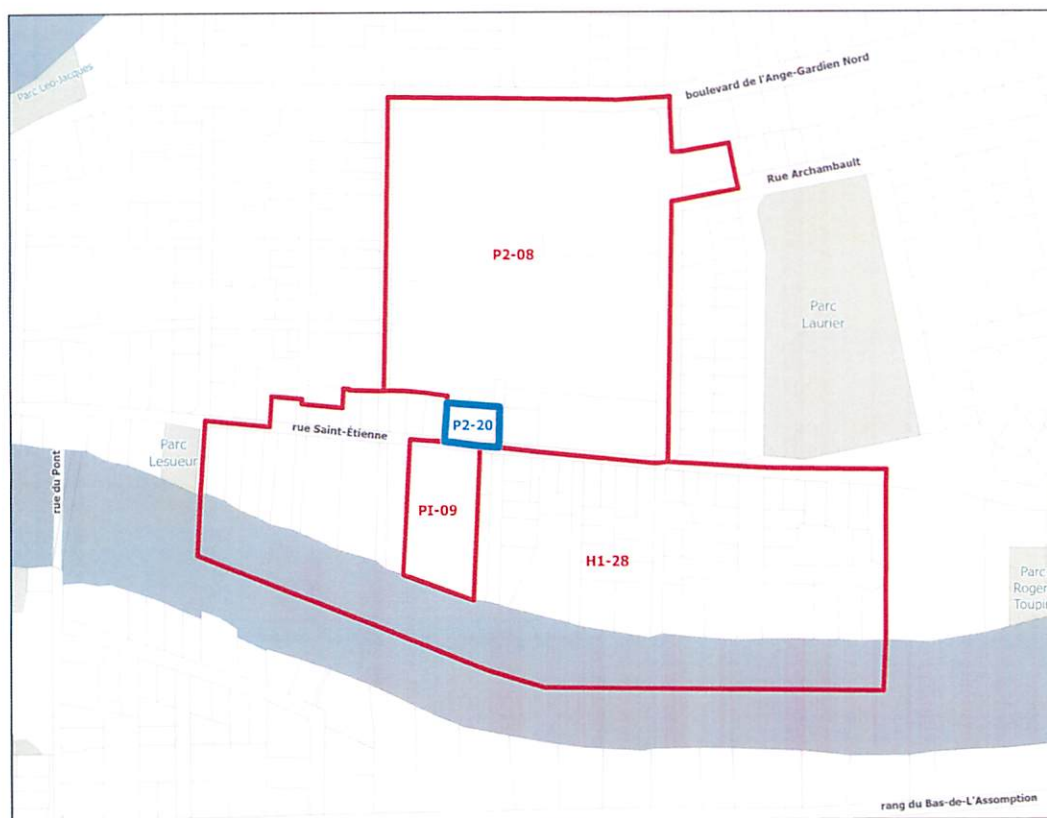 Parc Leo-Jacques
boulevard de l'Ange-Gardien Nord
Rue Archambault
P2-08
Parc
Laurier
P2-20
rue Saint-Étienne
Parc
Lesueur
rue du Pont
PI-09
H1-28
Parc
Roger
Toupin
rang du Bas-de-L'Assomption